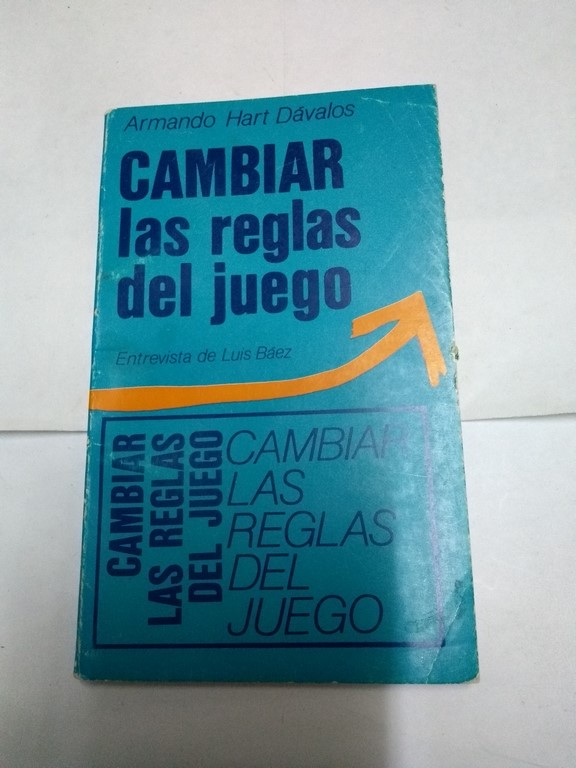 Armando Hart Dávalos
CAMBIAR
las reglas
del juego
Entrevista de Luis Báez
CAMBIAR
LAS REGLAS
DEL JUEGO
CAMBIAR
LAS
REGLAS
DEL
JUEGO